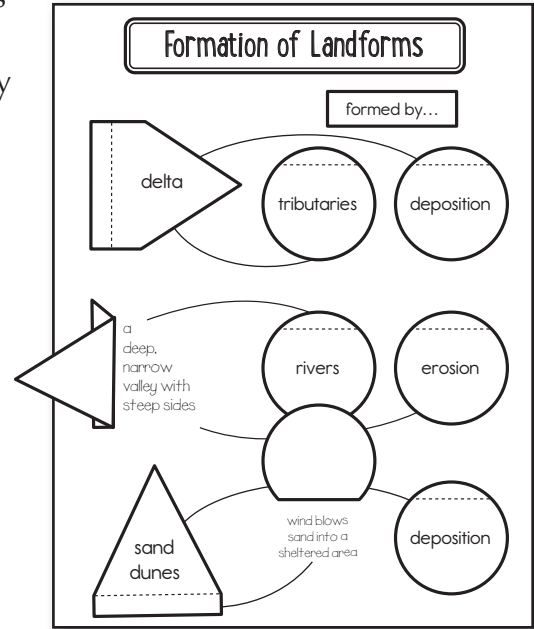 Formation of Landforms
formed by...
delta
tributaries
deposition
a
deep,
narrow
valley with
steep sides
rivers
erosion
sand
dunes
wind blows
sand into a
sheltered area
deposition